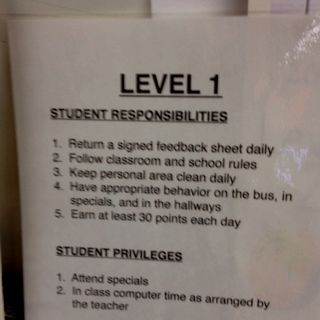 LEVEL 1
STUDENT RESPONSIBILITIES
1. Return a signed feedback sheet daily
2. Follow classroom and school rules
3. Keep personal area clean daily
4. Have appropriate behavior on the bus, in
specials, and in the hallways
5. Earn at least 30 points each day
STUDENT PRIVILEGES
1. Attend specials
2. In class computer time as arranged by
the teacher